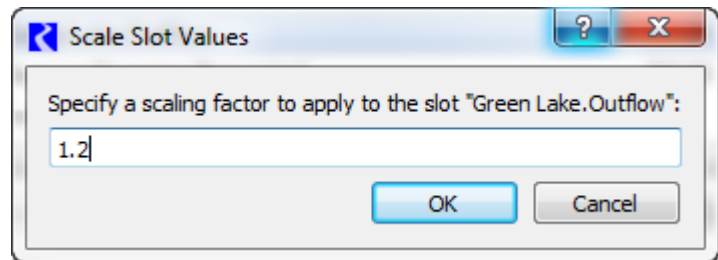 Scale Slot Values
?
X
Specify a scaling factor to apply to the slot "Green Lake.Outflow":
1.2
OK
Cancel